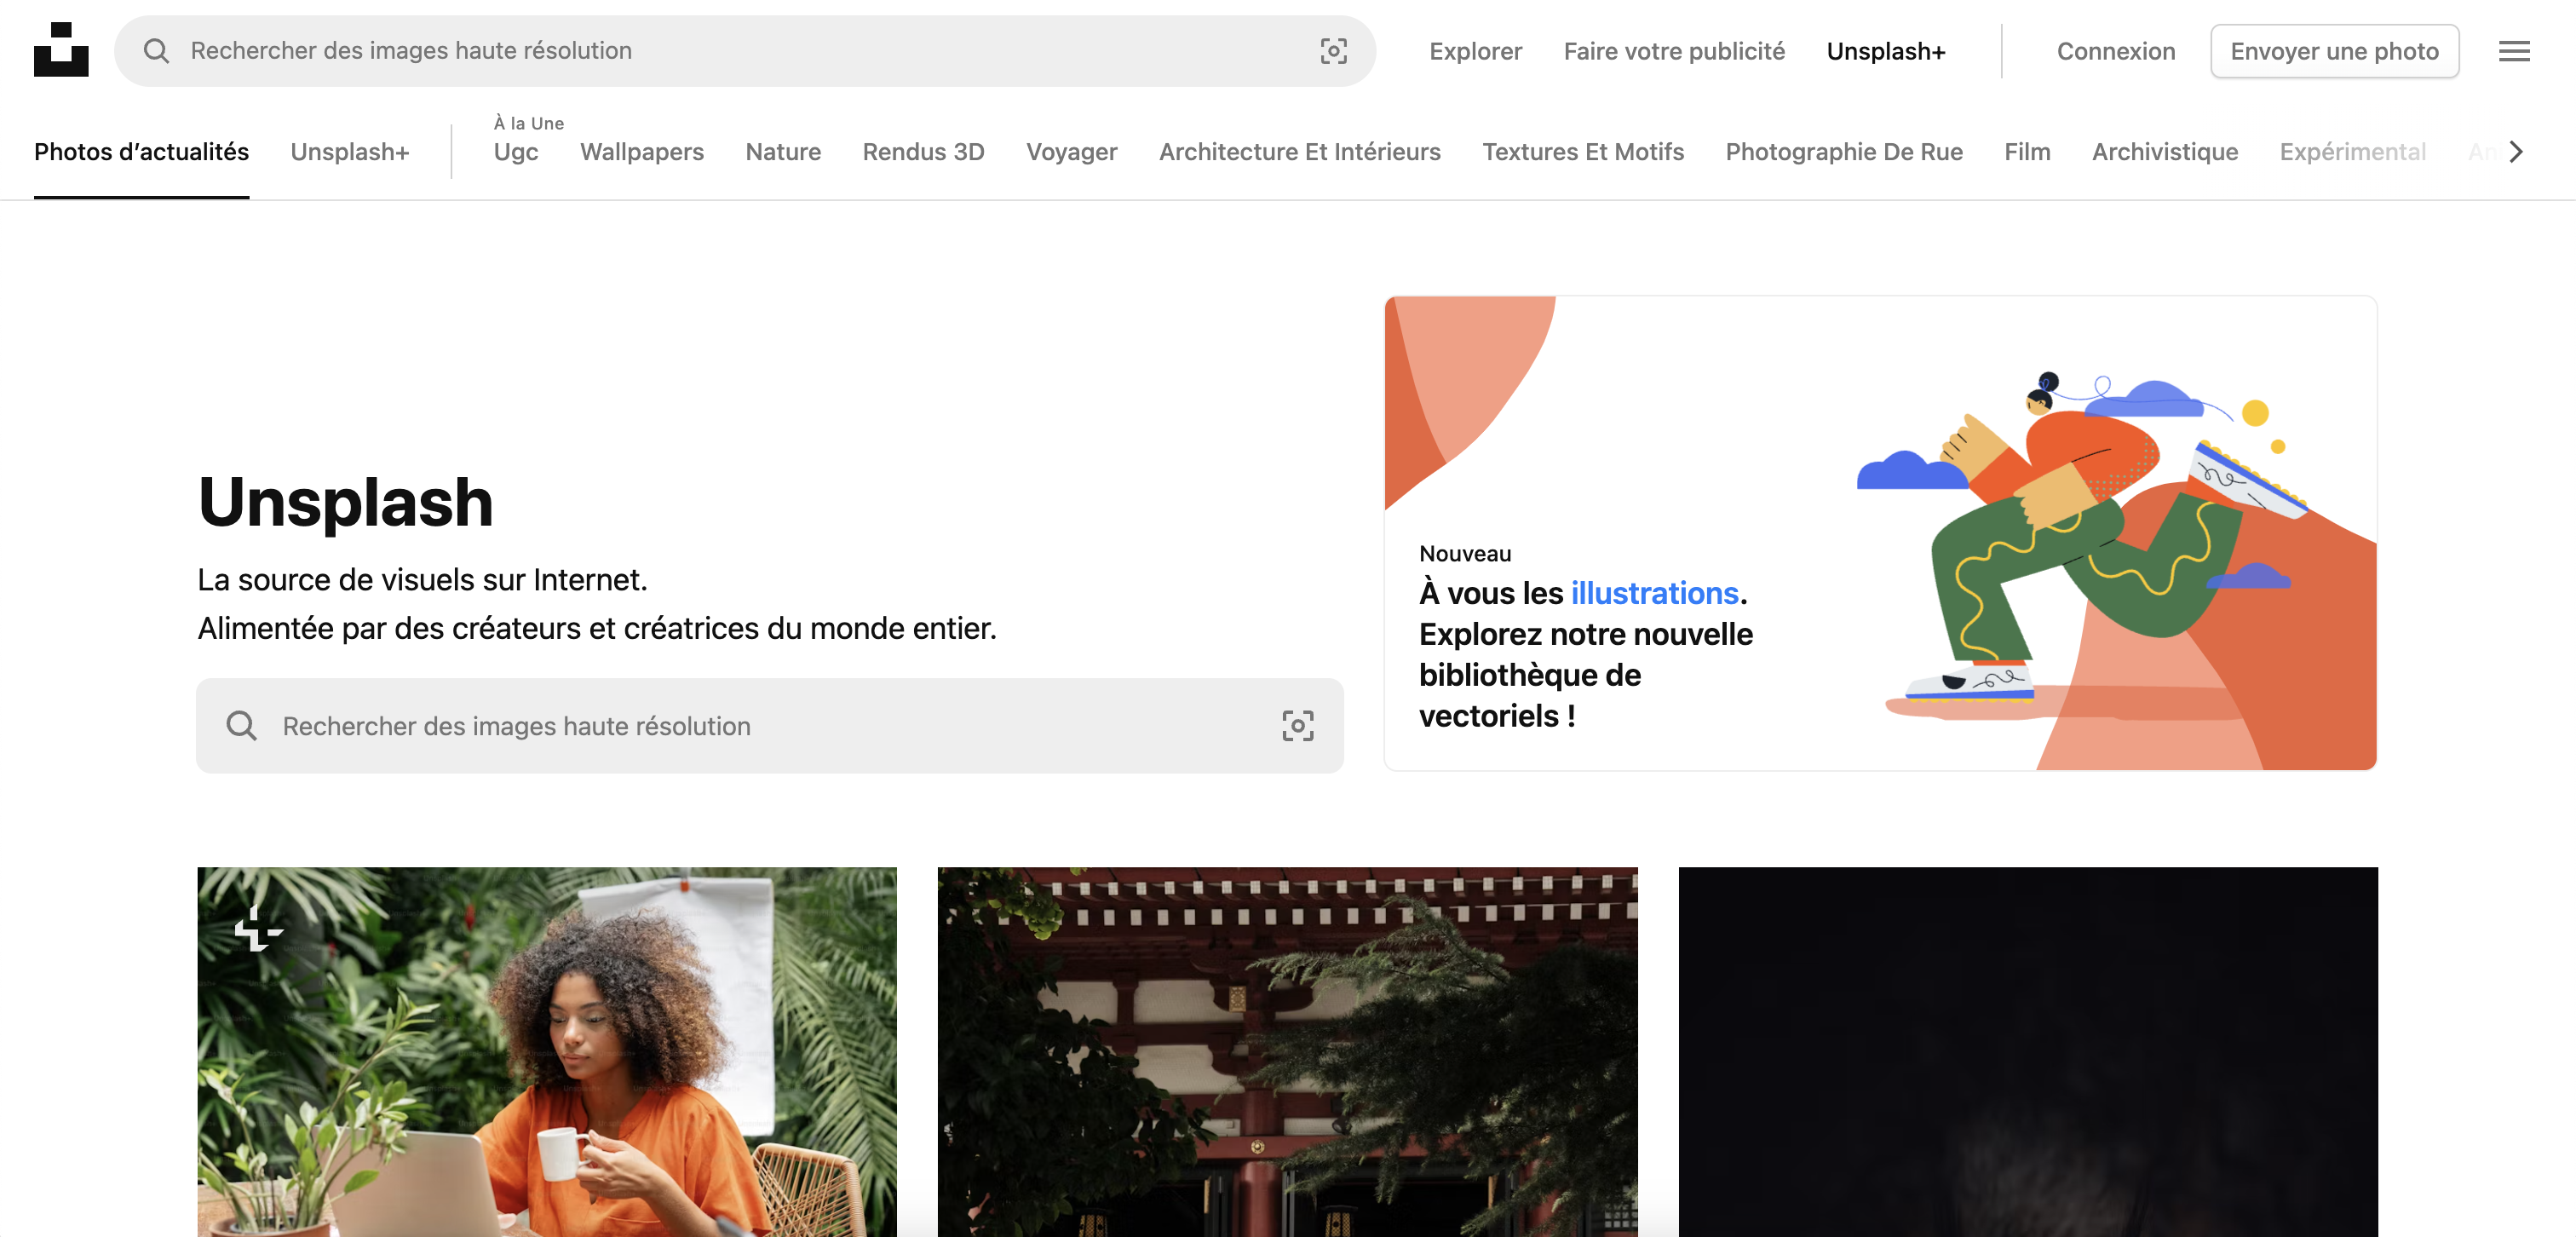 Rechercher des images haute résolution
Explorer
Faire votre publicité
Unsplash+
Connexion
Envoyer une photo
Photos d’actualités
Unsplash+
À la Une
Ugc
Wallpapers
Nature
Rendus 3D
Voyager
Architecture Et Intérieurs
Textures Et Motifs
Photographie De Rue
Film
Archivistique
Expérimental
Unsplash
La source de visuels sur Internet.
Alimentée par des créateurs et créatrices du monde entier.
Rechercher des images haute résolution
Nouveau
À vous les illustrations.
Explorez notre nouvelle
bibliothèque de
vectoriels !